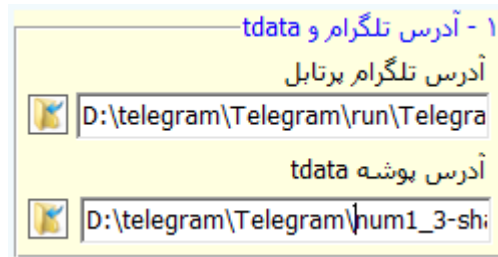 ۱ - آدرس تلگرام و tdata
آدرس تلگرام پرتابل
D:\telegram\Telegram\run\Telegra
آدرس پوشه tdata
D:\telegram\Telegram\num1_3-sha